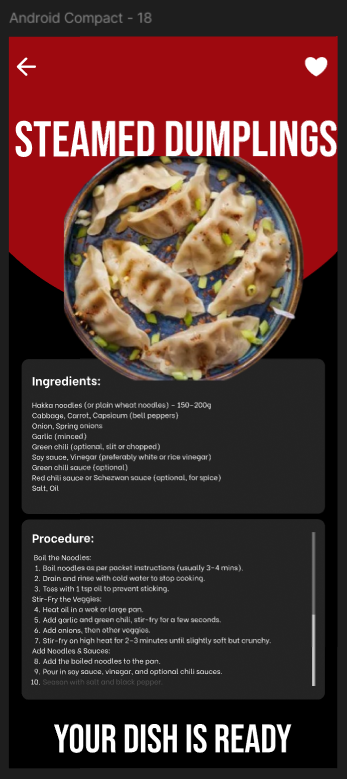 Android Compact - 18
STEAMED DUMPLINGS
Ingredients:
Hakka noodles (or plain wheat noodles) – 150–200g
Cabbage, Carrot, Capsicum (bell peppers)
Onion, Spring onions
Garlic (minced)
Green chili (optional, slit or chopped)
Soy sauce, Vinegar (preferably white or rice vinegar)
Green chili sauce (optional)
Red chili sauce or Schezwan sauce (optional, for spice)
Salt, Oil
Procedure:
Boil the Noodles:
1. Boil noodles as per packet instructions (usually 3–4 mins).
2. Drain and rinse with cold water to stop cooking.
3. Toss with 1 tsp oil to prevent sticking.
Stir-Fry the Veggies:
4. Heat oil in a wok or large pan.
5. Add garlic and green chili, stir-fry for a few seconds.
6. Add onions, then other veggies.
7. Stir-fry on high heat for 2–3 minutes until slightly soft but crunchy.
Add Noodles & Sauces:
8. Add the boiled noodles to the pan.
9. Pour in soy sauce, vinegar, and optional chili sauces.
10. Season with salt and black pepper
YOUR DISH IS READY